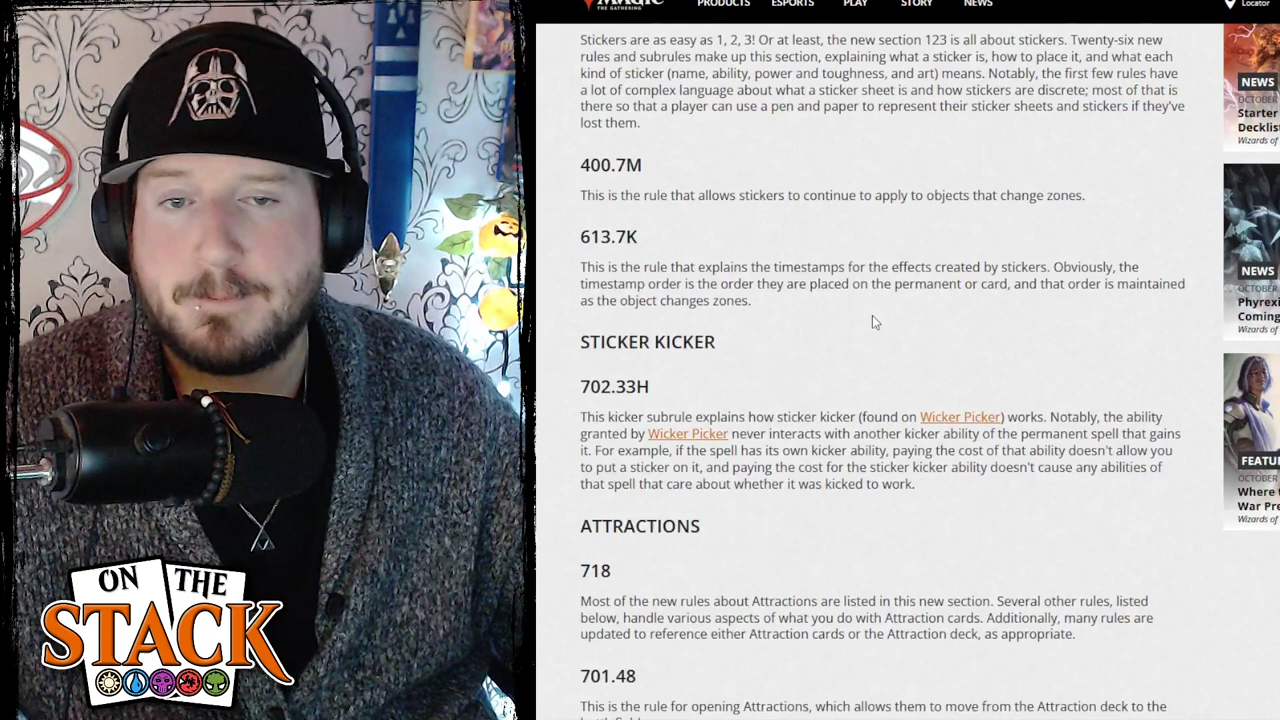 MAGIC
THE GATHERING
PRODUCTS
ESPORTS
PLAY
STORY
NEWS
Locator
Stickers are as easy as 1, 2, 3! Or at least, the new section 123 is all about stickers. Twenty-six new
rules and subrules make up this section, explaining what a sticker is, how to place it, and what each
kind of sticker (name, ability, power and toughness, and art) means. Notably, the first few rules have
a lot of complex language about what a sticker sheet is and how stickers are discrete; most of that is
there so that a player can use a pen and paper to represent their sticker sheets and stickers if they've
lost them.
400.7M
This is the rule that allows stickers to continue to apply to objects that change zones.
613.7K
This is the rule that explains the timestamps for the effects created by stickers. Obviously, the
timestamp order is the order they are placed on the permanent or card, and that order is maintained
as the object changes zones.
STICKER KICKER
702.33H
This kicker subrule explains how sticker kicker (found on Wicker Picker) works. Notably, the ability
granted by Wicker Picker never interacts with another kicker ability of the permanent spell that gains
it. For example, if the spell has its own kicker ability, paying the cost of that ability doesn't allow you
to put a sticker on it, and paying the cost for the sticker kicker ability doesn't cause any abilities of
that spell that care about whether it was kicked to work.
ATTRACTIONS
718
Most of the new rules about Attractions are listed in this new section. Several other rules, listed
below, handle various aspects of what you do with Attraction cards. Additionally, many rules are
updated to reference either Attraction cards or the Attraction deck, as appropriate.
701.48
This is the rule for opening Attractions, which allows them to move from the Attraction deck to the
NEWS
OCTOBER
Starter
Decklis
Wizards of
NEWS
OCTOBER
Phyrexi
Coming
Wizards of
FEATU
OCTOBER
Where t
War Pre
Wizards of
ON THE
STACK